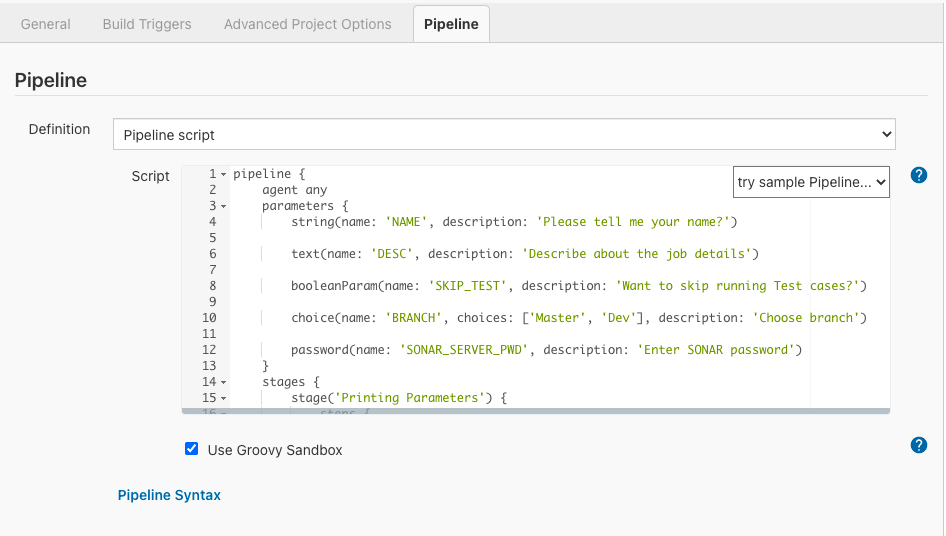 General Build Triggers Advanced Project Options Pipeline
Pipeline
Definition Pipeline script
Script
try sample Pipeline...
1 pipeline {
2 agent any
3 parameters {
4 string(name: 'NAME', description: 'Please tell me your name?')
5
6 text(name: 'DESC', description: 'Describe about the job details')
7
8 booleanParam(name: 'SKIP_TEST', description: 'Want to skip running Test cases?')
9
10 choice(name: 'BRANCH', choices: ['Master', 'Dev'], description: 'Choose branch')
11
12 password(name: 'SONAR_SERVER_PWD', description: 'Enter SONAR password')
13 }
14 stages {
15 stage('Printing Parameters') {
16 steps {
?
Use Groovy Sandbox
?
Pipeline Syntax